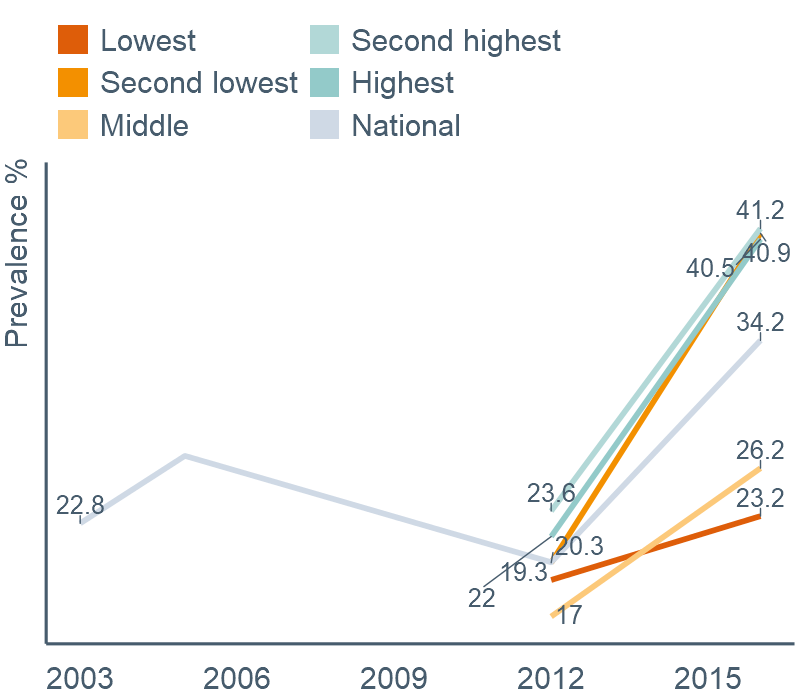 Lowest
Second highest
Second lowest
Highest
Middle
National
Prevalence %
41.2
40.9
40.5
34.2
26.2
23.2
23.6
22.8
20.3
19.3
22
17
2003 2006 2009 2012 2015